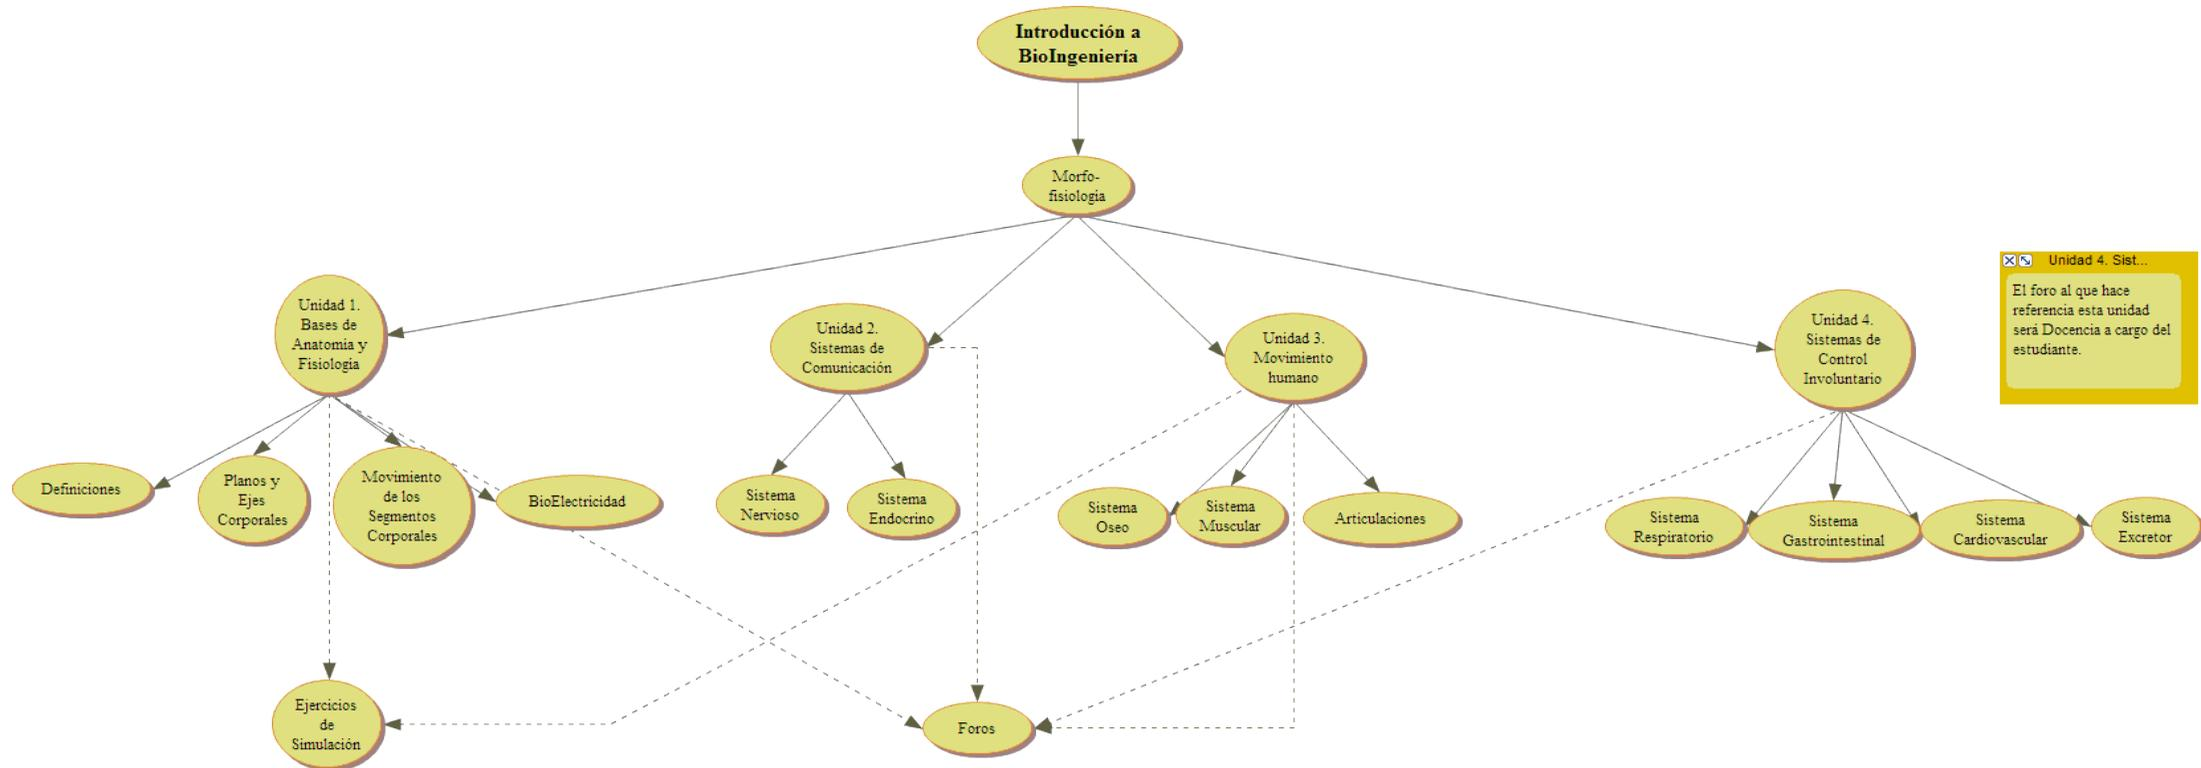 Introducción a
BioIngeniería
Morfo-
fisiologia
Unidad 1.
Bases de
Anatomia y
Fisiologia
Unidad 2.
Sistemas de
Comunicación
Unidad 3.
Movimiento
humano
Unidad 4.
Sistemas de
Control
Involuntario
Unidad 4. Sist...
El foro al que hace
referencia esta unidad
será Docencia a cargo del
estudiante.
Definiciones
Planos y
Ejes
Corporales
Movimiento
de los
Segmentos
Corporales
BioElectricidad
Sistema
Nervioso
Sistema
Endocrino
Sistema
Oseo
Sistema
Muscular
Articulaciones
Sistema
Respiratorio
Sistema
Gastrointestinal
Sistema
Cardiovascular
Sistema
Excretor
Ejercicios
de
Simulación
Foros